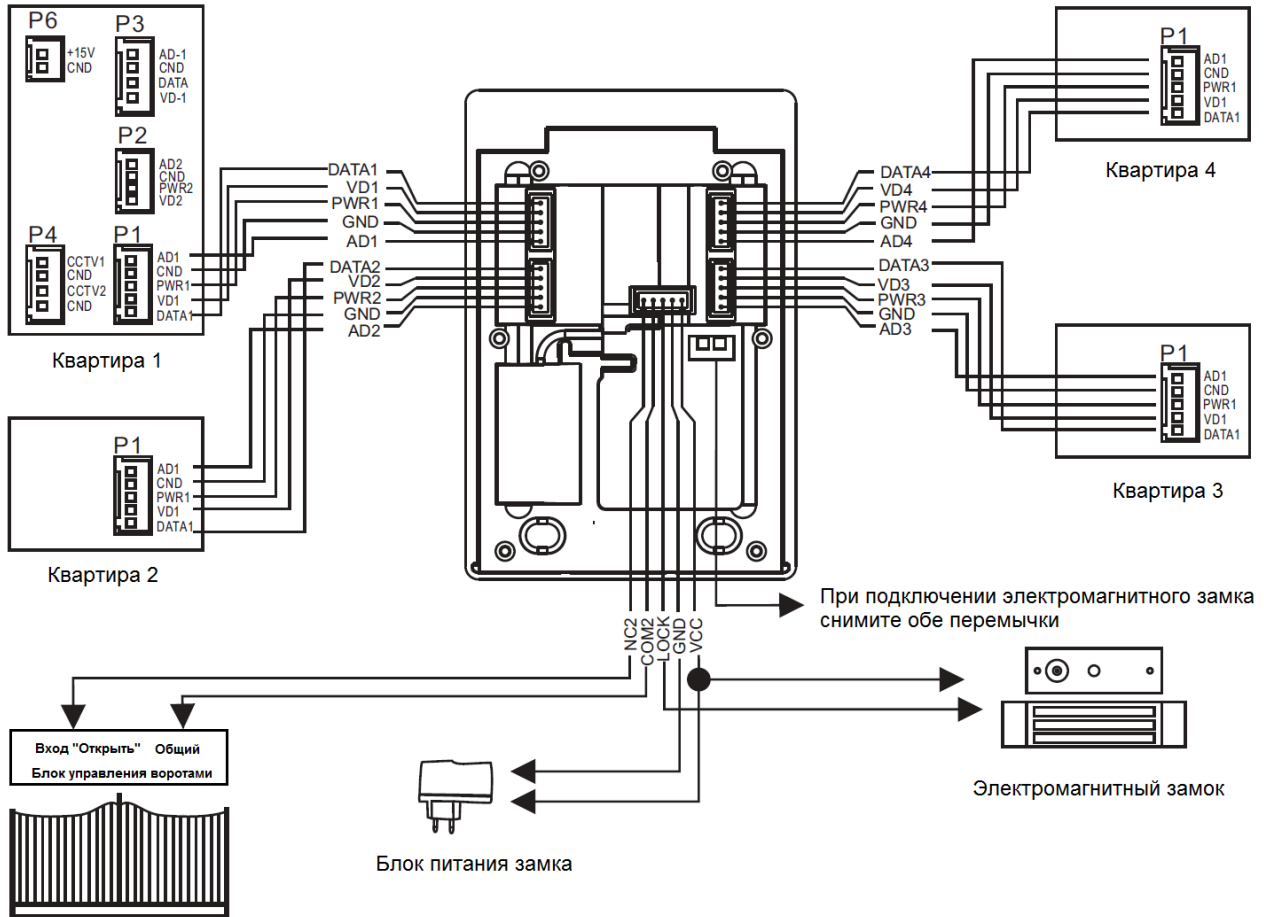 P6
+15V
CND
P3
AD-1
CND
DATA
VD-1
P2
AD2
CND
PWR2
VD2
P4
CCTV1
CND
CCTV2
CND
P1
AD1
CND
PWR1
VD1
DATA1
Квартира 1
P1
AD1
CND
PWR1
VD1
DATA1
Квартира 2
DATA1
VD1
PWR1
GND
AD1
DATA2
VD2
PWR2
GND
AD2
DATA4
VD4
PWR4
GND
AD4
DATA3
VD3
PWR3
GND
AD3
P1
AD1
CND
PWR1
VD1
DATA1
Квартира 4
P1
AD1
CND
PWR1
VD1
DATA1
Квартира 3
NC2
COM2
LOCK
GND
VCC
При подключении электромагнитного замка
снимите обе перемычки
Вход "Открыть" Общий
Блок управления воротами
Блок питания замка
Электромагнитный замок